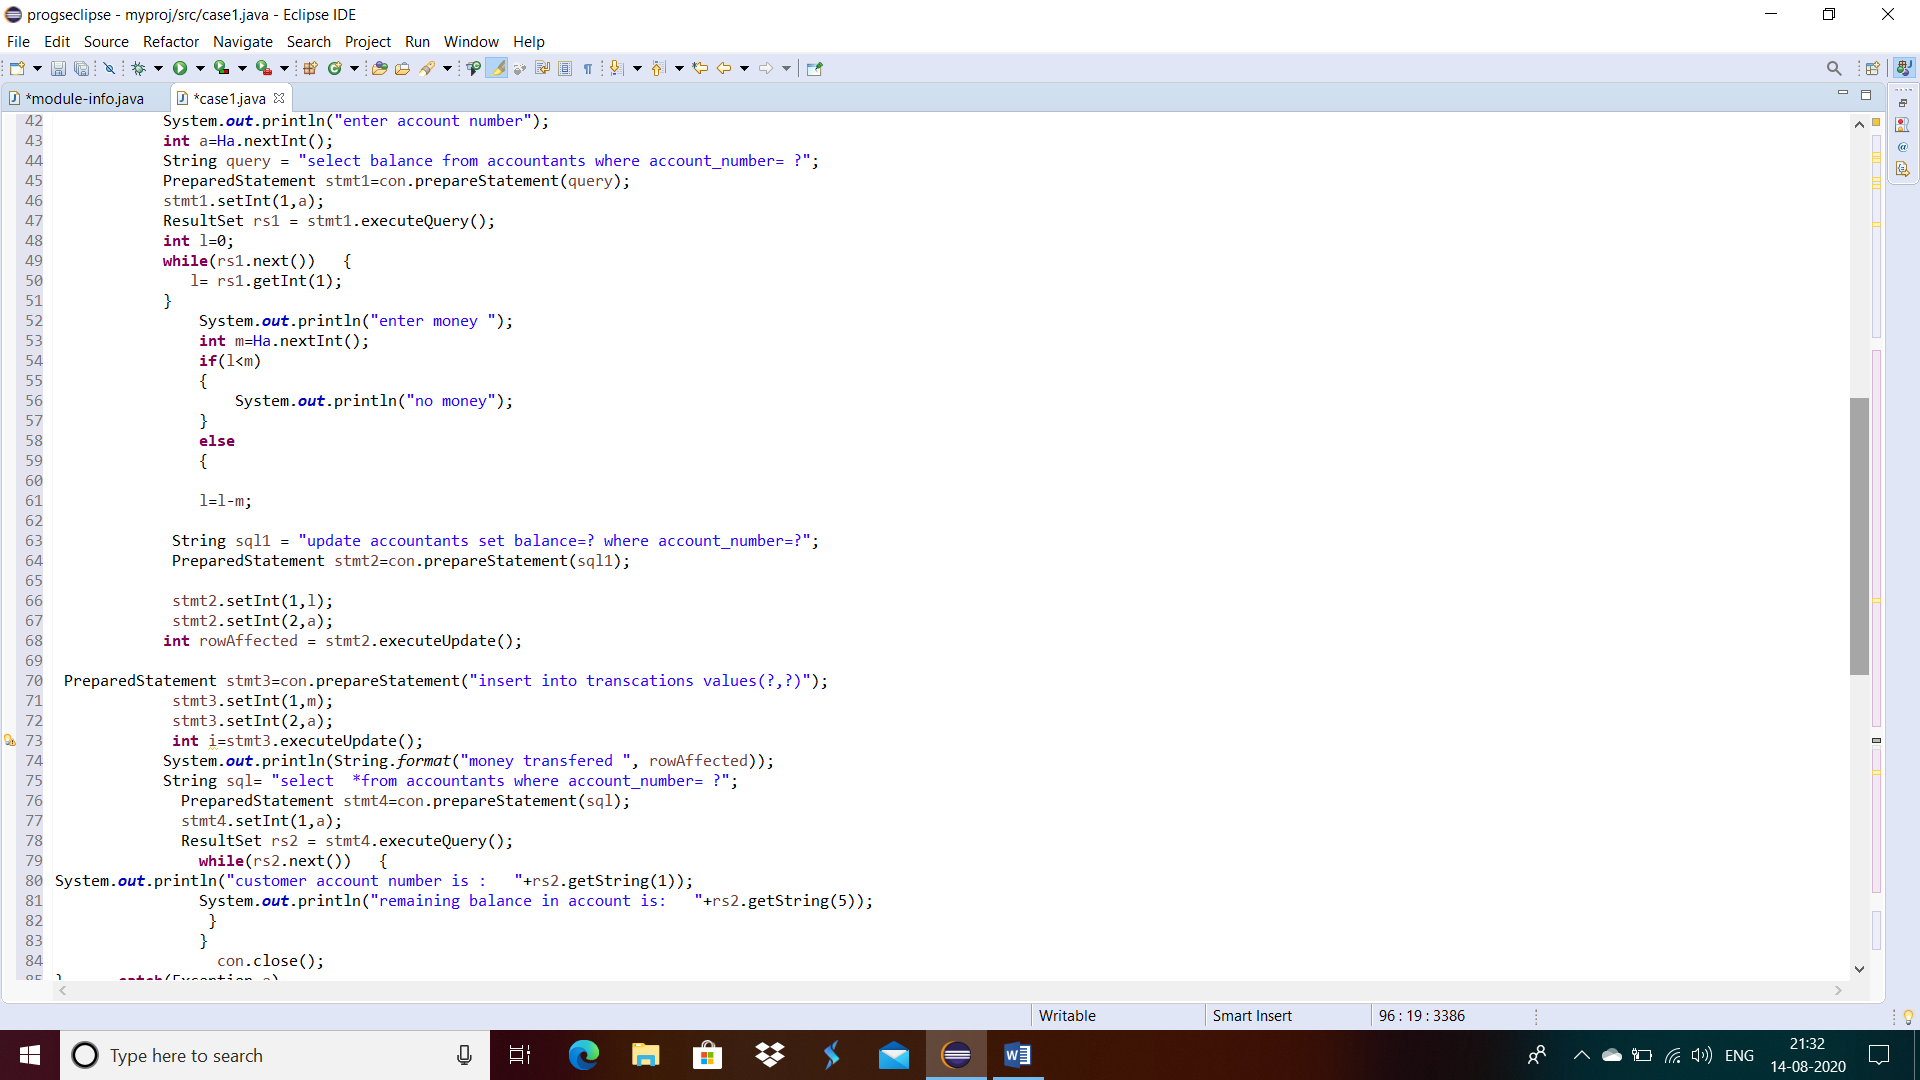 progseclipse - myproj/src/case1.java - Eclipse IDE
File Edit Source Refactor Navigate Search Project Run Window Help
*module-info.java *case1.java
42 System.out.println("enter account number");
43 int a=Ha.nextInt();
44 String query = "select balance from accountants where account_number= ?";
45 PreparedStatement stmt1=con.prepareStatement(query);
46 stmt1.setInt(1,a);
47 ResultSet rs1 = stmt1.executeQuery();
48 int l=0;
49 while(rs1.next()) {
50 l= rs1.getInt(1);
51 }
52 System.out.println("enter money ");
53 int m=Ha.nextInt();
54 if(l<m)
55 {
56 System.out.println("no money");
57 }
58 else
59 {
60
61 l=l-m;
62
63 String sql1 = "update accountants set balance=? where account_number=?";
64 PreparedStatement stmt2=con.prepareStatement(sql1);
65
66 stmt2.setInt(1,l);
67 stmt2.setInt(2,a);
68 int rowAffected = stmt2.executeUpdate();
69
70 PreparedStatement stmt3=con.prepareStatement("insert into transcations values(?,?)");
71 stmt3.setInt(1,m);
72 stmt3.setInt(2,a);
73 int i=stmt3.executeUpdate();
74 System.out.println(String.format("money transfered ", rowAffected));
75 String sql= "select  *from accountants where account_number= ?";
76 PreparedStatement stmt4=con.prepareStatement(sql);
77 stmt4.setInt(1,a);
78 ResultSet rs2 = stmt4.executeQuery();
79 while(rs2.next()) {
80 System.out.println("customer account number is :   "+rs2.getString(1));
81 System.out.println("remaining balance in account is:   "+rs2.getString(5));
82 }
83 }
84 con.close();
85 } catch(Exception e)
Writable Smart Insert 96 : 19 : 3386
Type here to search
ENG
21:32
14-08-2020